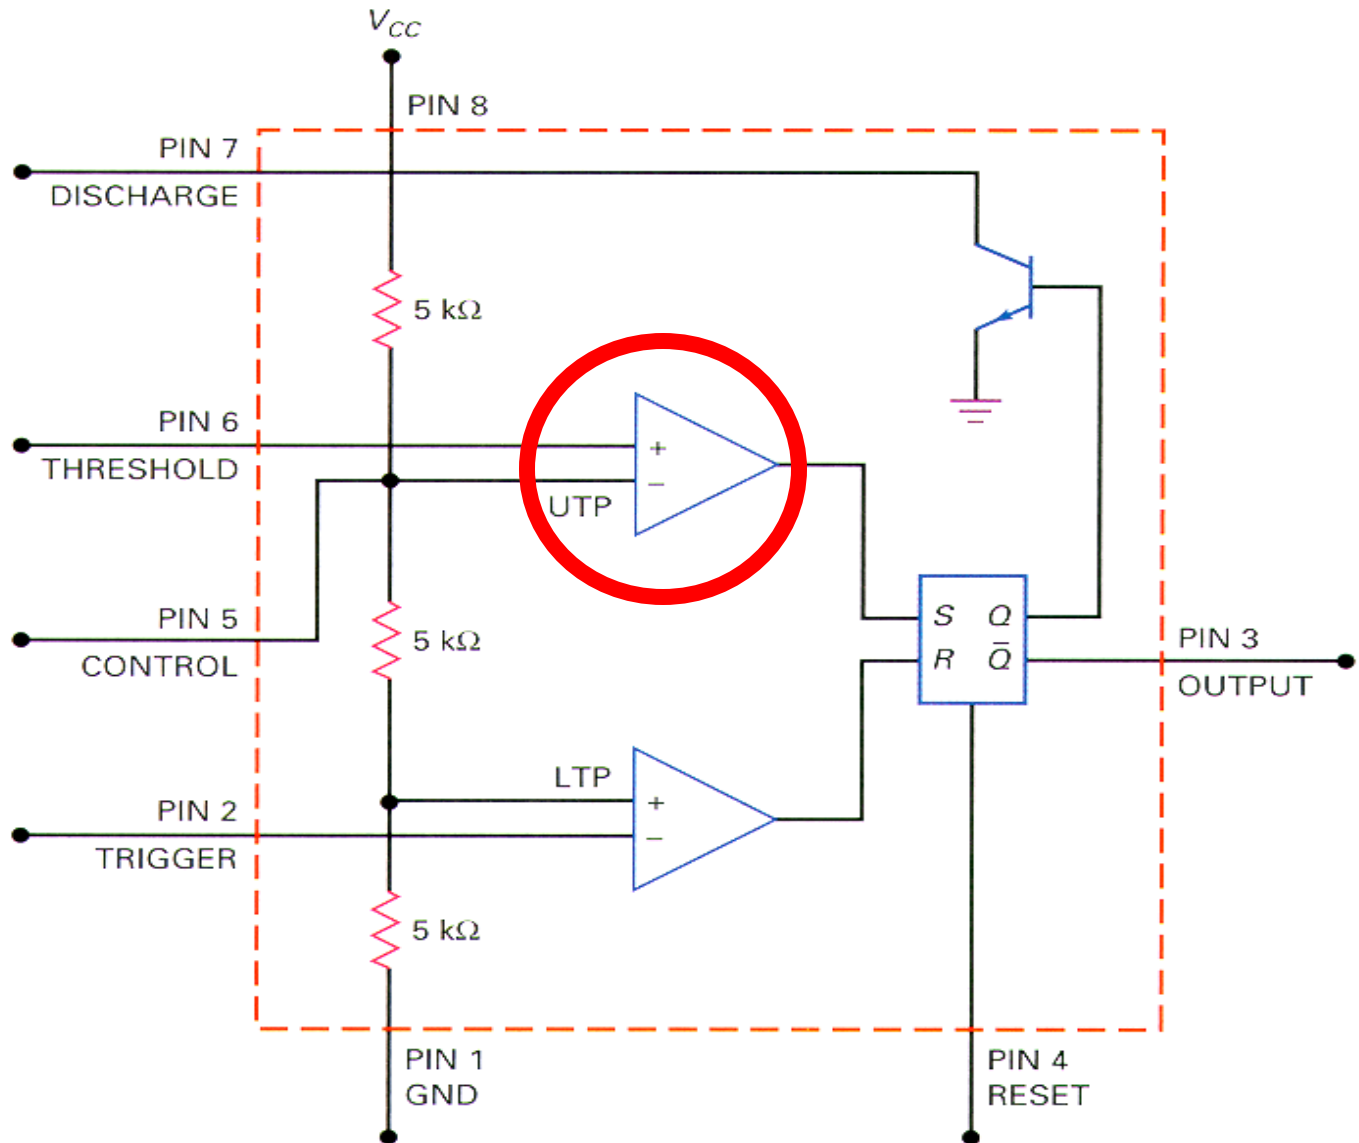 V_CC
PIN 8
PIN 7
DISCHARGE
5 kΩ
PIN 6
THRESHOLD
+
−
UTP
PIN 5
CONTROL
5 kΩ
S Q
R Q̅
PIN 3
OUTPUT
LTP
+
−
PIN 2
TRIGGER
5 kΩ
PIN 1
GND
PIN 4
RESET